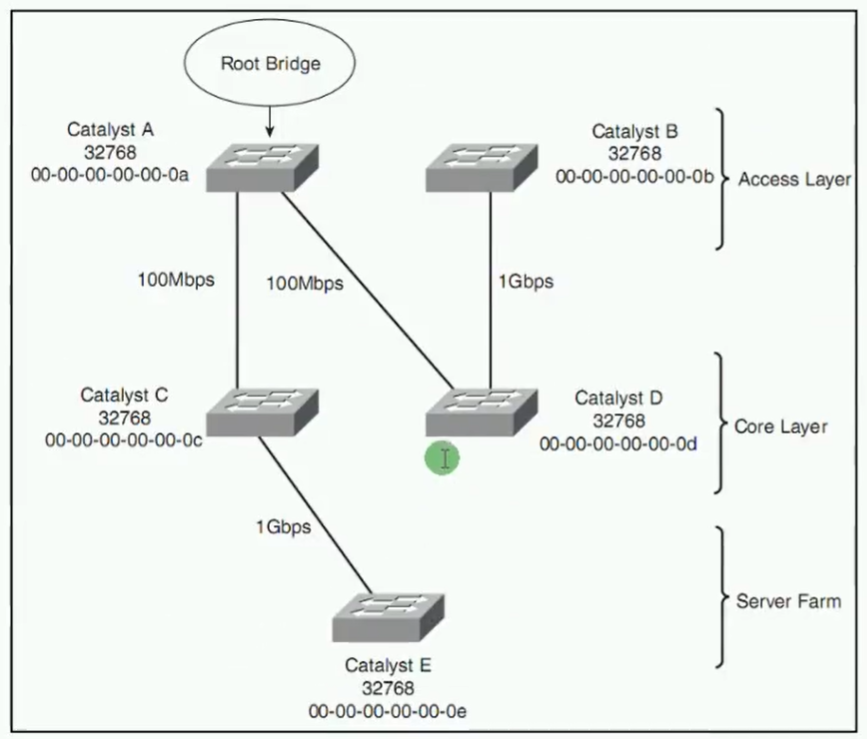 Root Bridge
Catalyst A
32768
00-00-00-00-00-0a
Catalyst B
32768
00-00-00-00-00-0b
Access Layer
100Mbps
100Mbps
1Gbps
Catalyst C
32768
00-00-00-00-00-0c
Catalyst D
32768
00-00-00-00-00-0d
Core Layer
1Gbps
Server Farm
Catalyst E
32768
00-00-00-00-00-0e